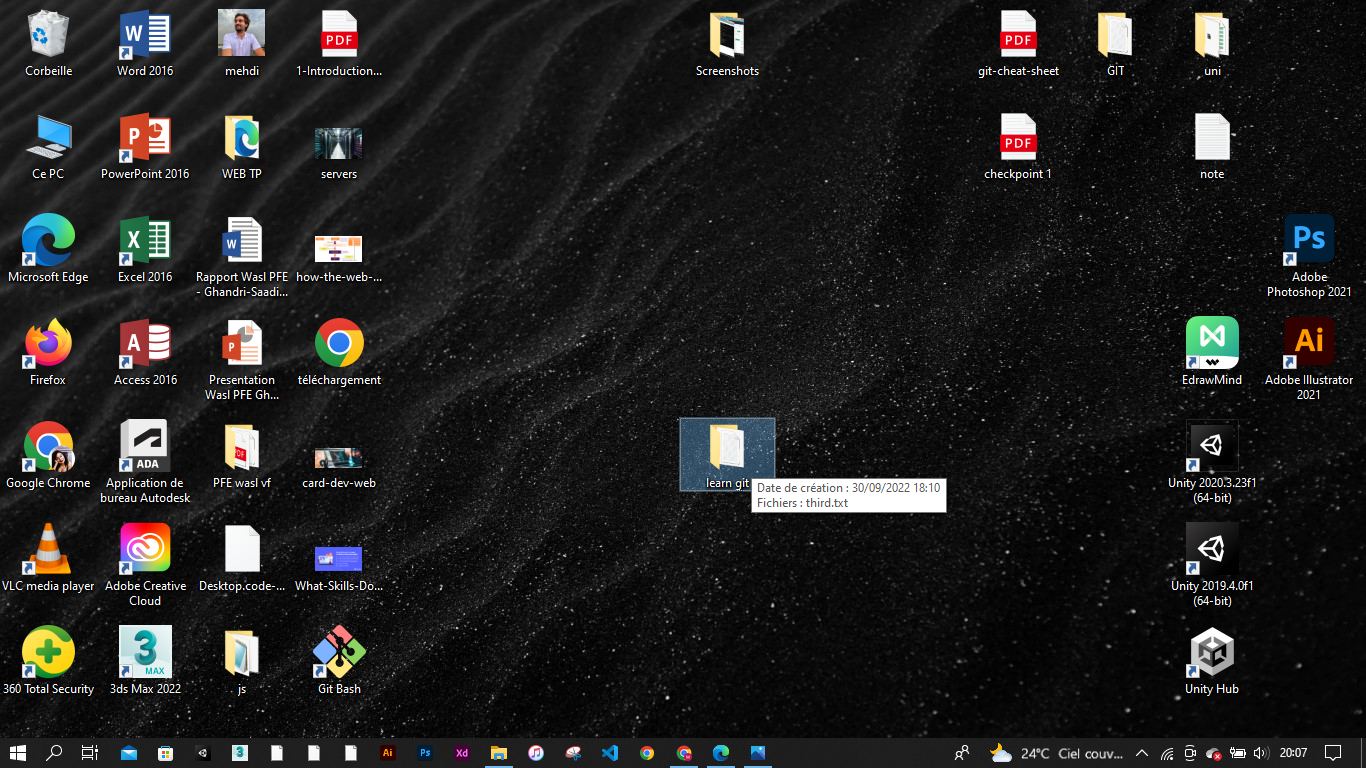 Corbeille
Word 2016
mehdi
1-Introduction...
Screenshots
git-cheat-sheet
GIT
uni
Ce PC
PowerPoint 2016
WEB TP
servers
checkpoint 1
note
Microsoft Edge
Excel 2016
Rapport Wasl PFE
- Ghandri-Saadi...
how-the-web-...
Adobe
Photoshop 2021
Firefox
Access 2016
Presentation
Wasl PFE Gh...
téléchargement
EdrawMind
Adobe Illustrator
2021
Google Chrome
Application de
bureau Autodesk
PFE wasl vf
card-dev-web
learn git
Date de création : 30/09/2022 18:10
Fichiers : third.txt
Unity 2020.3.23f1
(64-bit)
VLC media player
Adobe Creative
Cloud
Desktop.code-...
What-Skills-Do...
Unity 2019.4.0f1
(64-bit)
360 Total Security
3ds Max 2022
js
Git Bash
Unity Hub
PDF
PDF
PDF
PDF
W
P
X
A
W
P
ADA
3
MAX
Ps
Ai
3
Ai
Ps
Xd
24°C Ciel couv...
20:07